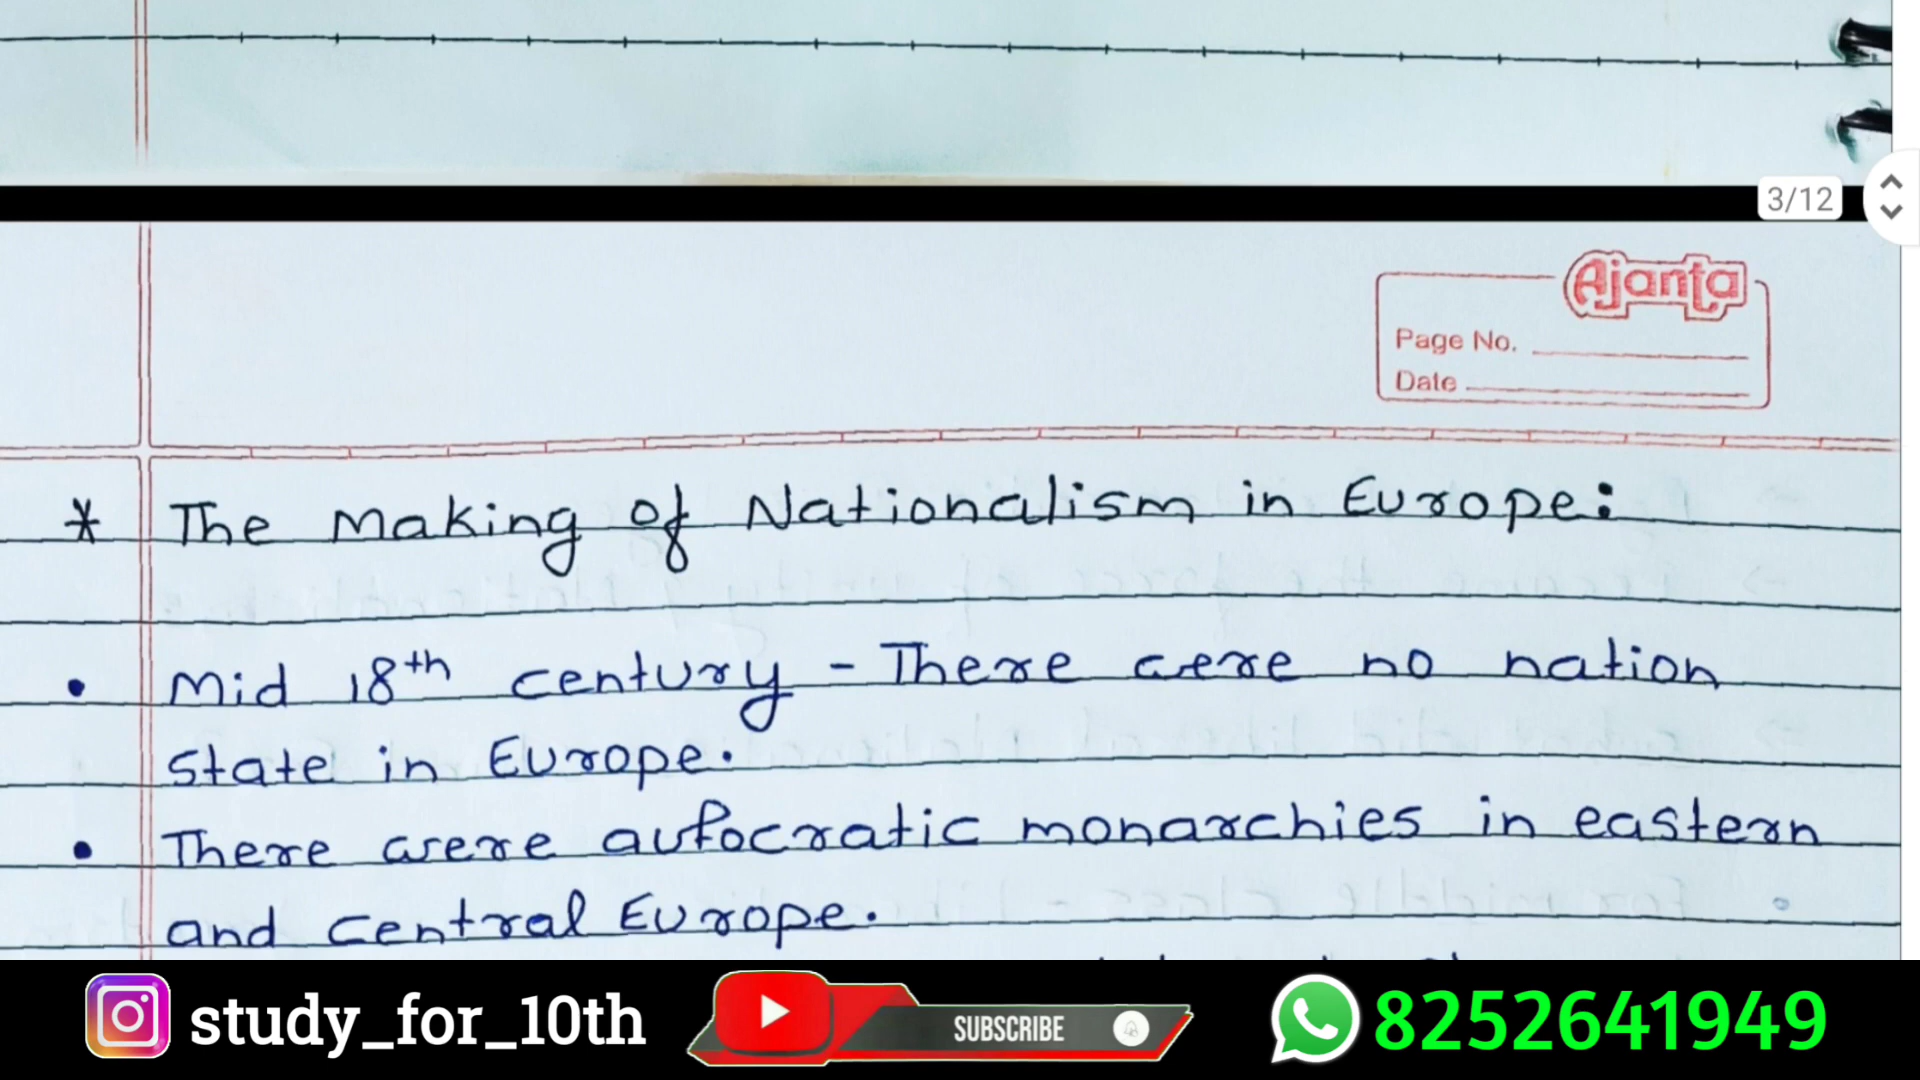 3/12
Ajanta
Page No.
Date
* The Making of Nationalism in Europe:
• Mid 18th century - There were no nation
state in Europe.
• There were autocratic monarchies in eastern
and central Europe.
study_for_10th
SUBSCRIBE
8252641949